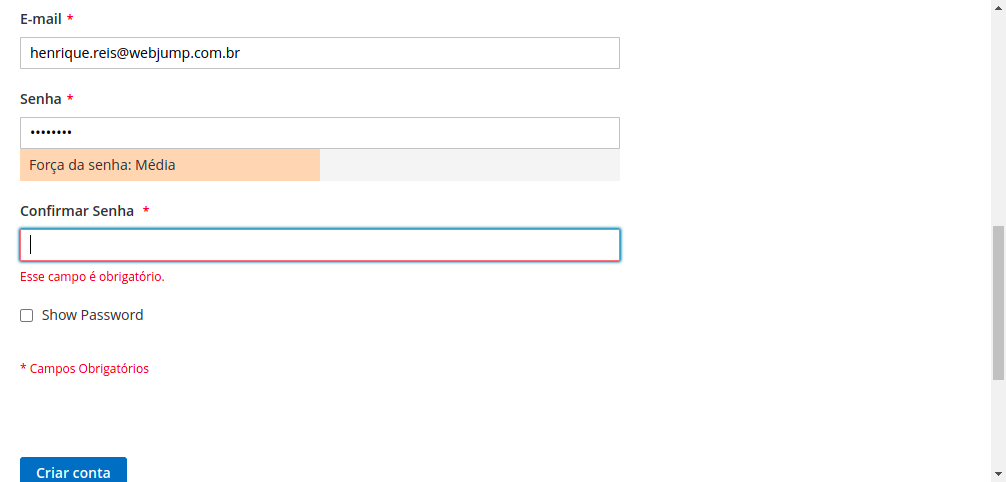 E-mail *
henrique.reis@webjump.com.br
Senha *
••••••••
Força da senha: Média
Confirmar Senha *
Esse campo é obrigatório.
Show Password
* Campos Obrigatórios
Criar conta